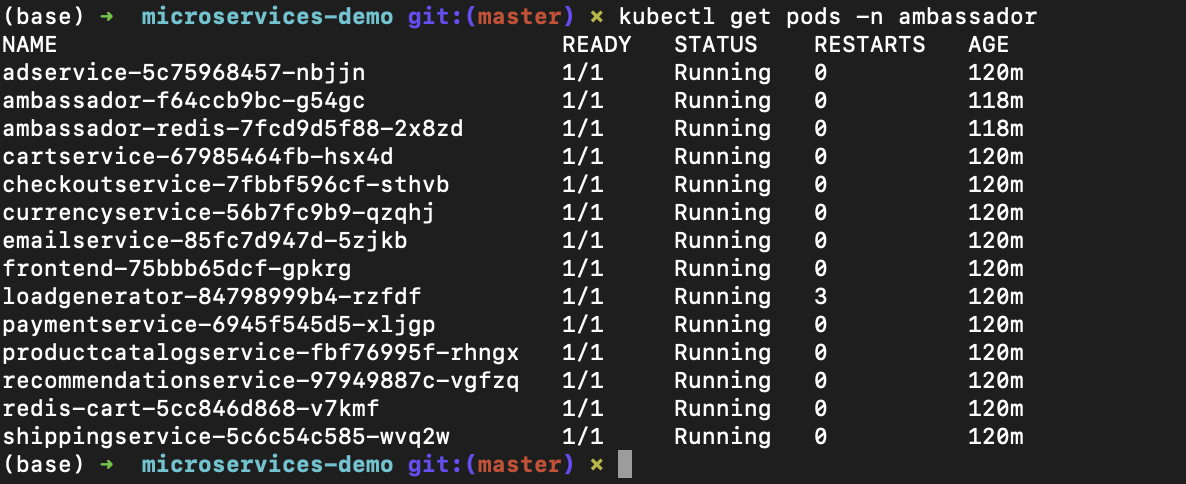 (base) ➜  microservices-demo git:(master) ✗ kubectl get pods -n ambassador
NAME                                    READY   STATUS    RESTARTS   AGE
adservice-5c75968457-nbjjn              1/1     Running   0          120m
ambassador-f64ccb9bc-g54gc              1/1     Running   0          118m
ambassador-redis-7fcd9d5f88-2x8zd       1/1     Running   0          118m
cartservice-67985464fb-hsx4d            1/1     Running   0          120m
checkoutservice-7fbbf596cf-sthvb        1/1     Running   0          120m
currencyservice-56b7fc9b9-qzqhj         1/1     Running   0          120m
emailservice-85fc7d947d-5zjkb           1/1     Running   0          120m
frontend-75bbb65dcf-gpkrg               1/1     Running   0          120m
loadgenerator-84798999b4-rzfdf          1/1     Running   3          120m
paymentservice-6945f545d5-xljgp         1/1     Running   0          120m
productcatalogservice-fbf76995f-rhngx   1/1     Running   0          120m
recommendationservice-97949887c-vgfzq   1/1     Running   0          120m
redis-cart-5cc846d868-v7kmf             1/1     Running   0          120m
shippingservice-5c6c54c585-wvq2w        1/1     Running   0          120m
(base) ➜  microservices-demo git:(master) ✗